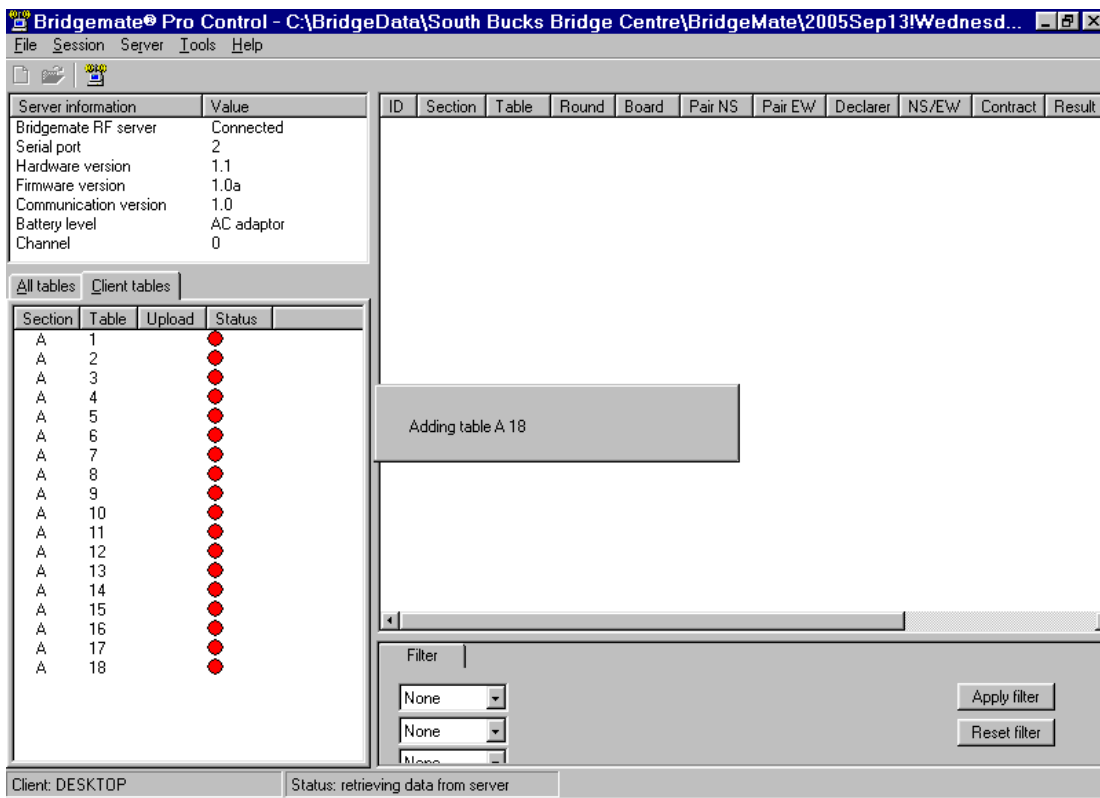 Bridgemate® Pro Control - C:\BridgeData\South Bucks Bridge Centre\BridgeMate\2005Sep13!Wednesd...
File Session Server Tools Help
Server information Value
Bridgemate RF server Connected
Serial port 2
Hardware version 1.1
Firmware version 1.0a
Communication version 1.0
Battery level AC adaptor
Channel 0
All tables Client tables
Section Table Upload Status
A 1
A 2
A 3
A 4
A 5
A 6
A 7
A 8
A 9
A 10
A 11
A 12
A 13
A 14
A 15
A 16
A 17
A 18
ID Section Table Round Board Pair NS Pair EW Declarer NS/EW Contract Result
Adding table A 18
Filter
None
Apply filter
None
Reset filter
None
Client: DESKTOP Status: retrieving data from server